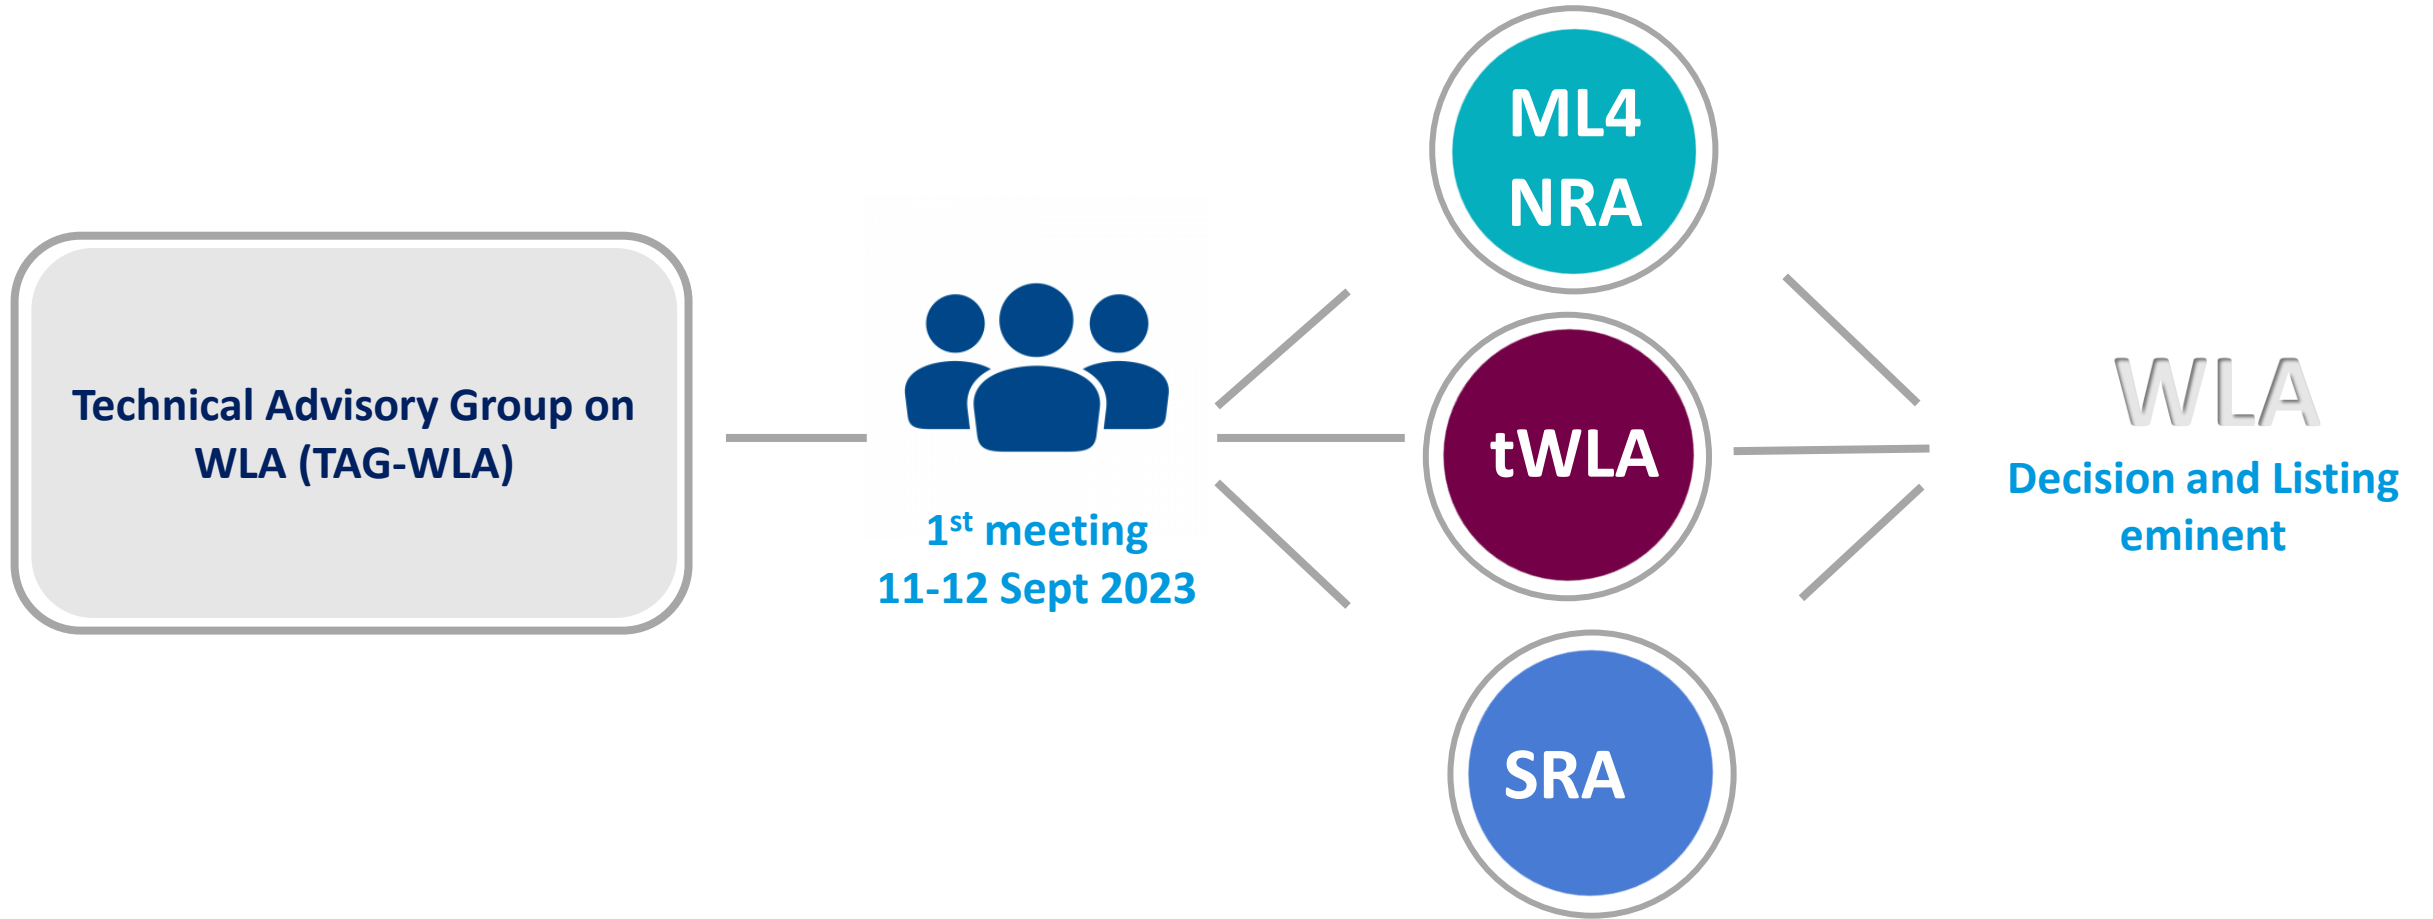 Technical Advisory Group on
WLA (TAG-WLA)
1st meeting
11-12 Sept 2023
ML4
NRA
tWLA
SRA
WLA
Decision and Listing
eminent